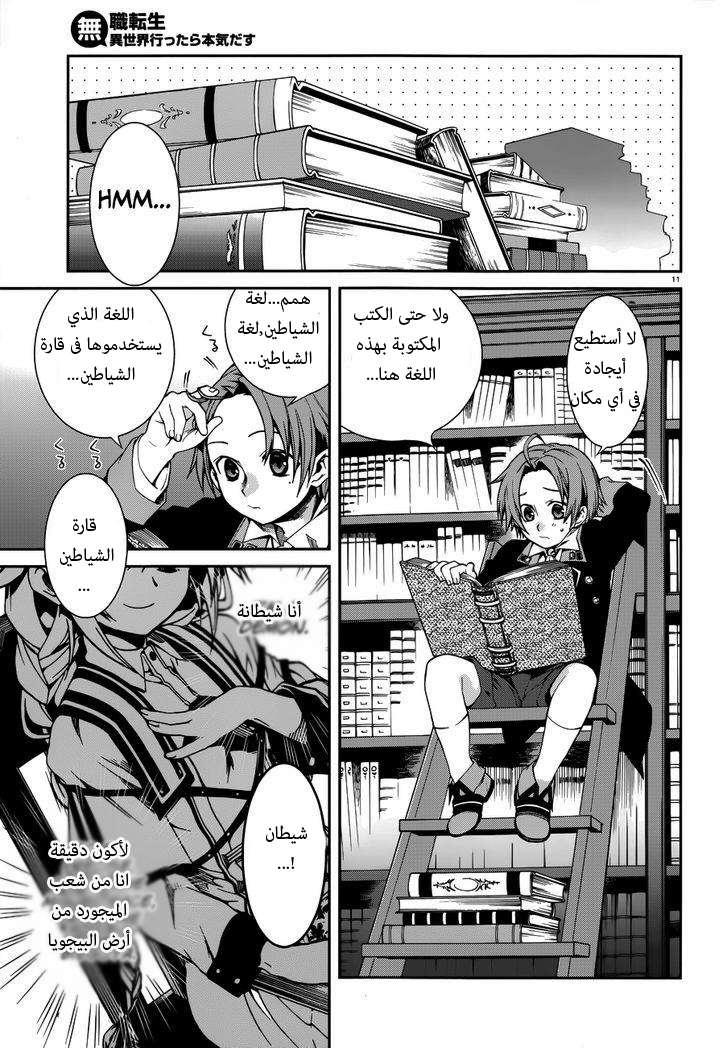 無職転生
異世界行ったら本気だす
HMM...
11
لا أستطيع
أيجادة
في أي مكان
ولا حتى الكتب
المكتوبة بهذه
اللغة هنا...
همم...لغة
الشياطين,لغة
الشياطين...
اللغة الذي
يستخدموها فى قارة
الشياطين...
قارة
الشياطين
...
أنا شيطانة
DEMON.
شيطان
...!
لأكون دقيقة
انا من شعب
الميجورد من
أرض البيجويا